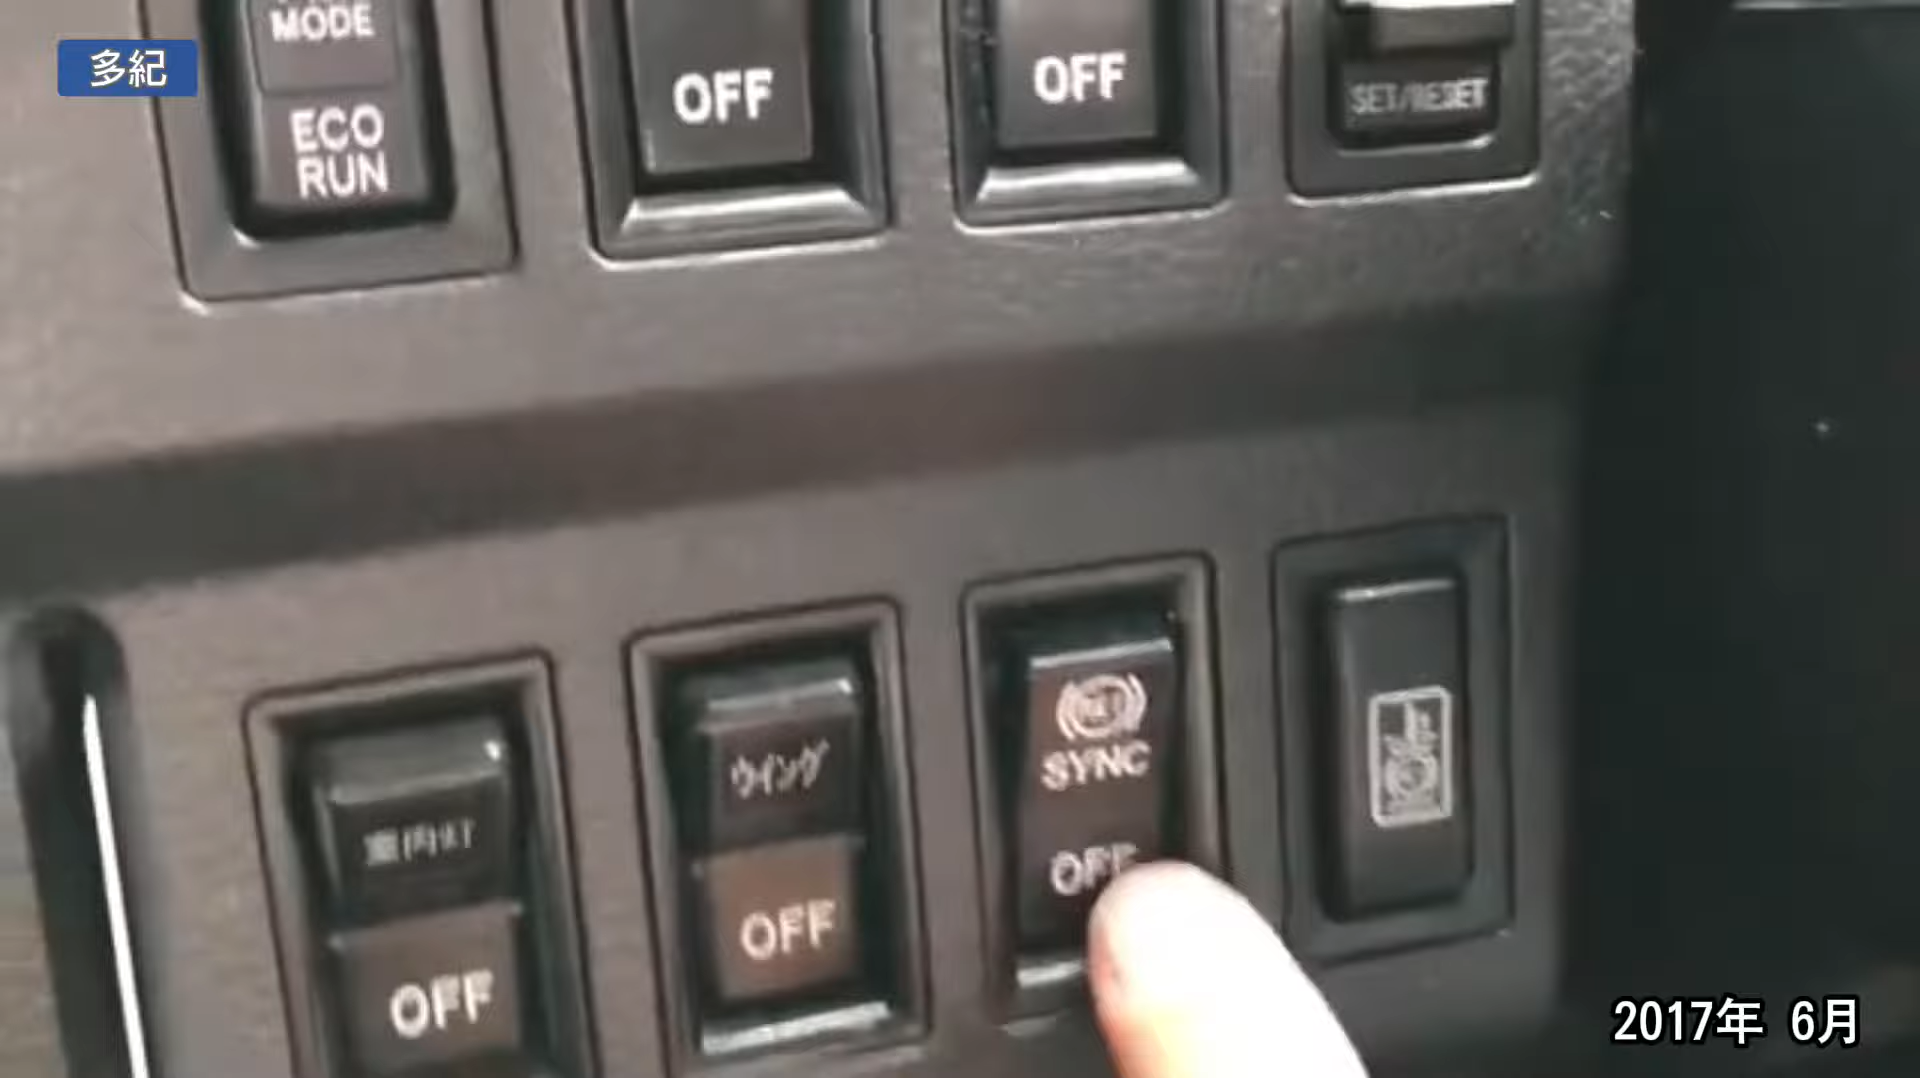 多紀
MODE
ECO
RUN
OFF
OFF
SET/RESET
室内灯
OFF
ウイング
OFF
SYNC
OFF
2017年 6月